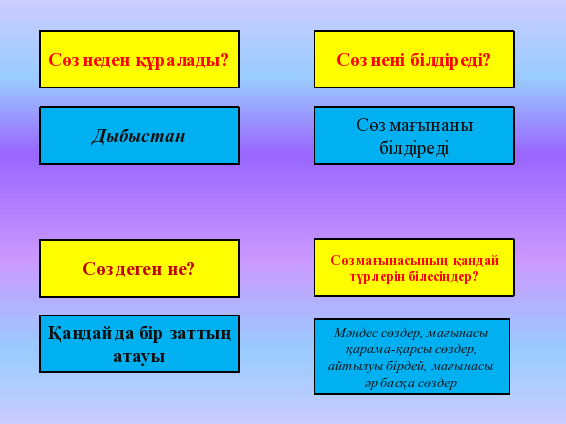 Сөз неден құралады?
Сөз нені білдіреді?
Дыбыстан
Сөз мағынаны
білдіреді
Сөз деген не?
Сөз мағынасының қандай
түрлерін білесіңдер?
Қандай да бір заттың
атауы
Мәндес сөздер, мағынасы
қарама-қарсы сөздер,
айтылуы бірдей, мағынасы
әр басқа сөздер